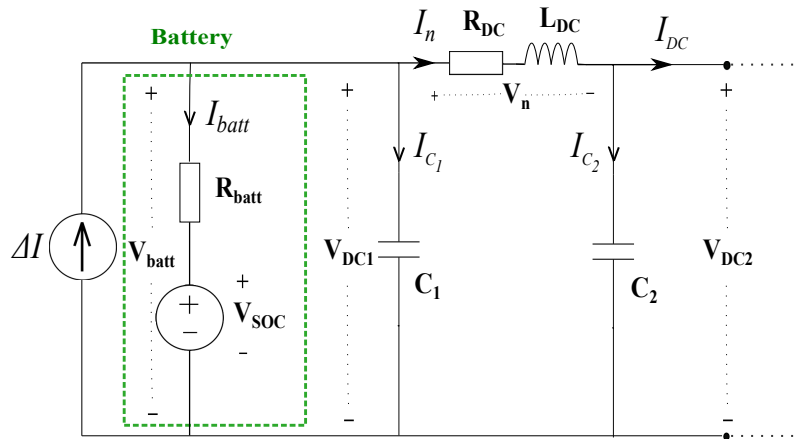 Battery
I_n
R_DC
L_DC
I_DC
+
+
+ V_n −
+
I_batt
I_C1
I_C2
R_batt
ΔI
V_batt
V_DC1
V_DC2
+
+
−
V_SOC
−
C_1
C_2
−
−
−